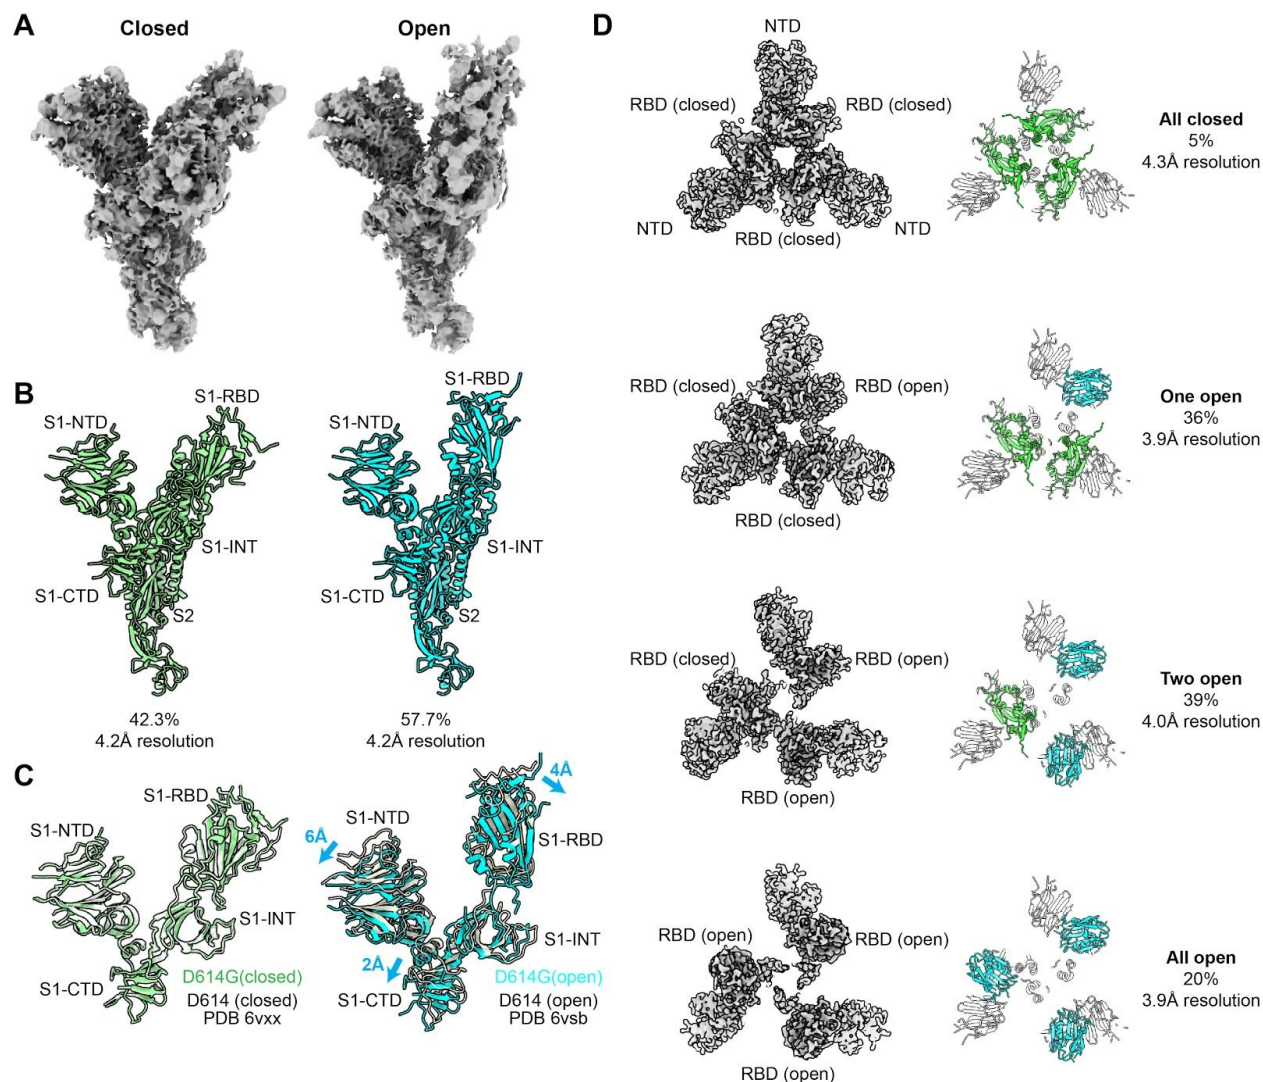 A
Closed
Open
B
S1-RBD
S1-NTD
S1-INT
S1-CTD
S2
42.3%
4.2Å resolution
S1-RBD
S1-NTD
S1-INT
S1-CTD
S2
57.7%
4.2Å resolution
C
S1-RBD
S1-NTD
S1-INT
S1-CTD
D614G(closed)
D614 (closed)
PDB 6vxx
4Å
S1-NTD
6Å
S1-RBD
S1-INT
2Å
S1-CTD
D614G(open)
D614 (open)
PDB 6vsb
D
NTD
RBD (closed)
RBD (closed)
NTD
NTD
RBD (closed)
All closed
5%
4.3Å resolution
RBD (closed)
RBD (open)
RBD (closed)
One open
36%
3.9Å resolution
RBD (closed)
RBD (open)
RBD (open)
Two open
39%
4.0Å resolution
RBD (open)
RBD (open)
RBD (open)
All open
20%
3.9Å resolution